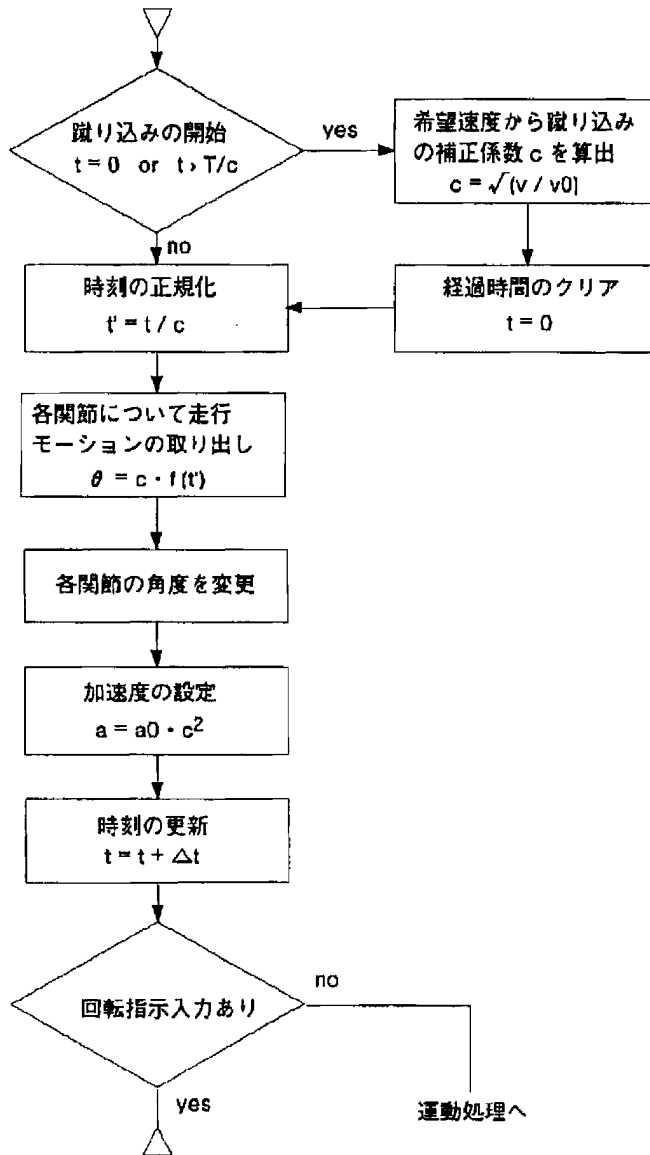 蹴り込みの開始
t = 0 or t > T/c
yes
希望速度から蹴り込み
の補正係数 c を算出
c = √(v / v0)
no
時刻の正規化
t' = t / c
経過時間のクリア
t = 0
各関節について走行
モーションの取り出し
θ = c・f(t')
各関節の角度を変更
加速度の設定
a = a0・c²
時刻の更新
t = t + Δt
回転指示入力あり
no
yes
運動処理へ